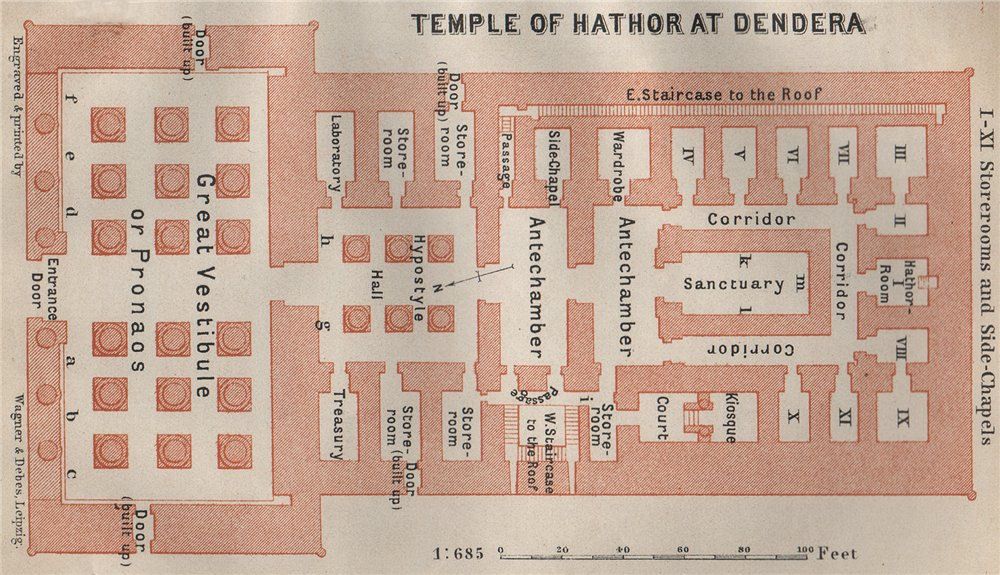 TEMPLE OF HATHOR AT DENDERA
I-XI Storerooms and Side-Chapels
Engraved & printed by
Wagner & Debes, Leipzig.
Door
(built up)
Door
(built up)
E. Staircase to the Roof
f
e
d
Entrance
Door
a
b
c
Great Vestibule
or Pronaos
Door
(built up)
Laboratory
Store-
room
Store-
room
Passage
Side Chapel
Wardrobe
IV
V
VI
VII
III
II
h
Hypostyle
Hall
g
N
Antechamber
Antechamber
Corridor
k
Sanctuary
l
m
Corridor
Corridor
Hathor-
I
Room
VIII
Treasury
Store-
room
Door
(built up)
Store-
room
Passage
W. Staircase
to the Roof
i
Store-
room
Court
Kiosque
X
XI
IX
1:685
0 20 40 60 80 100 Feet